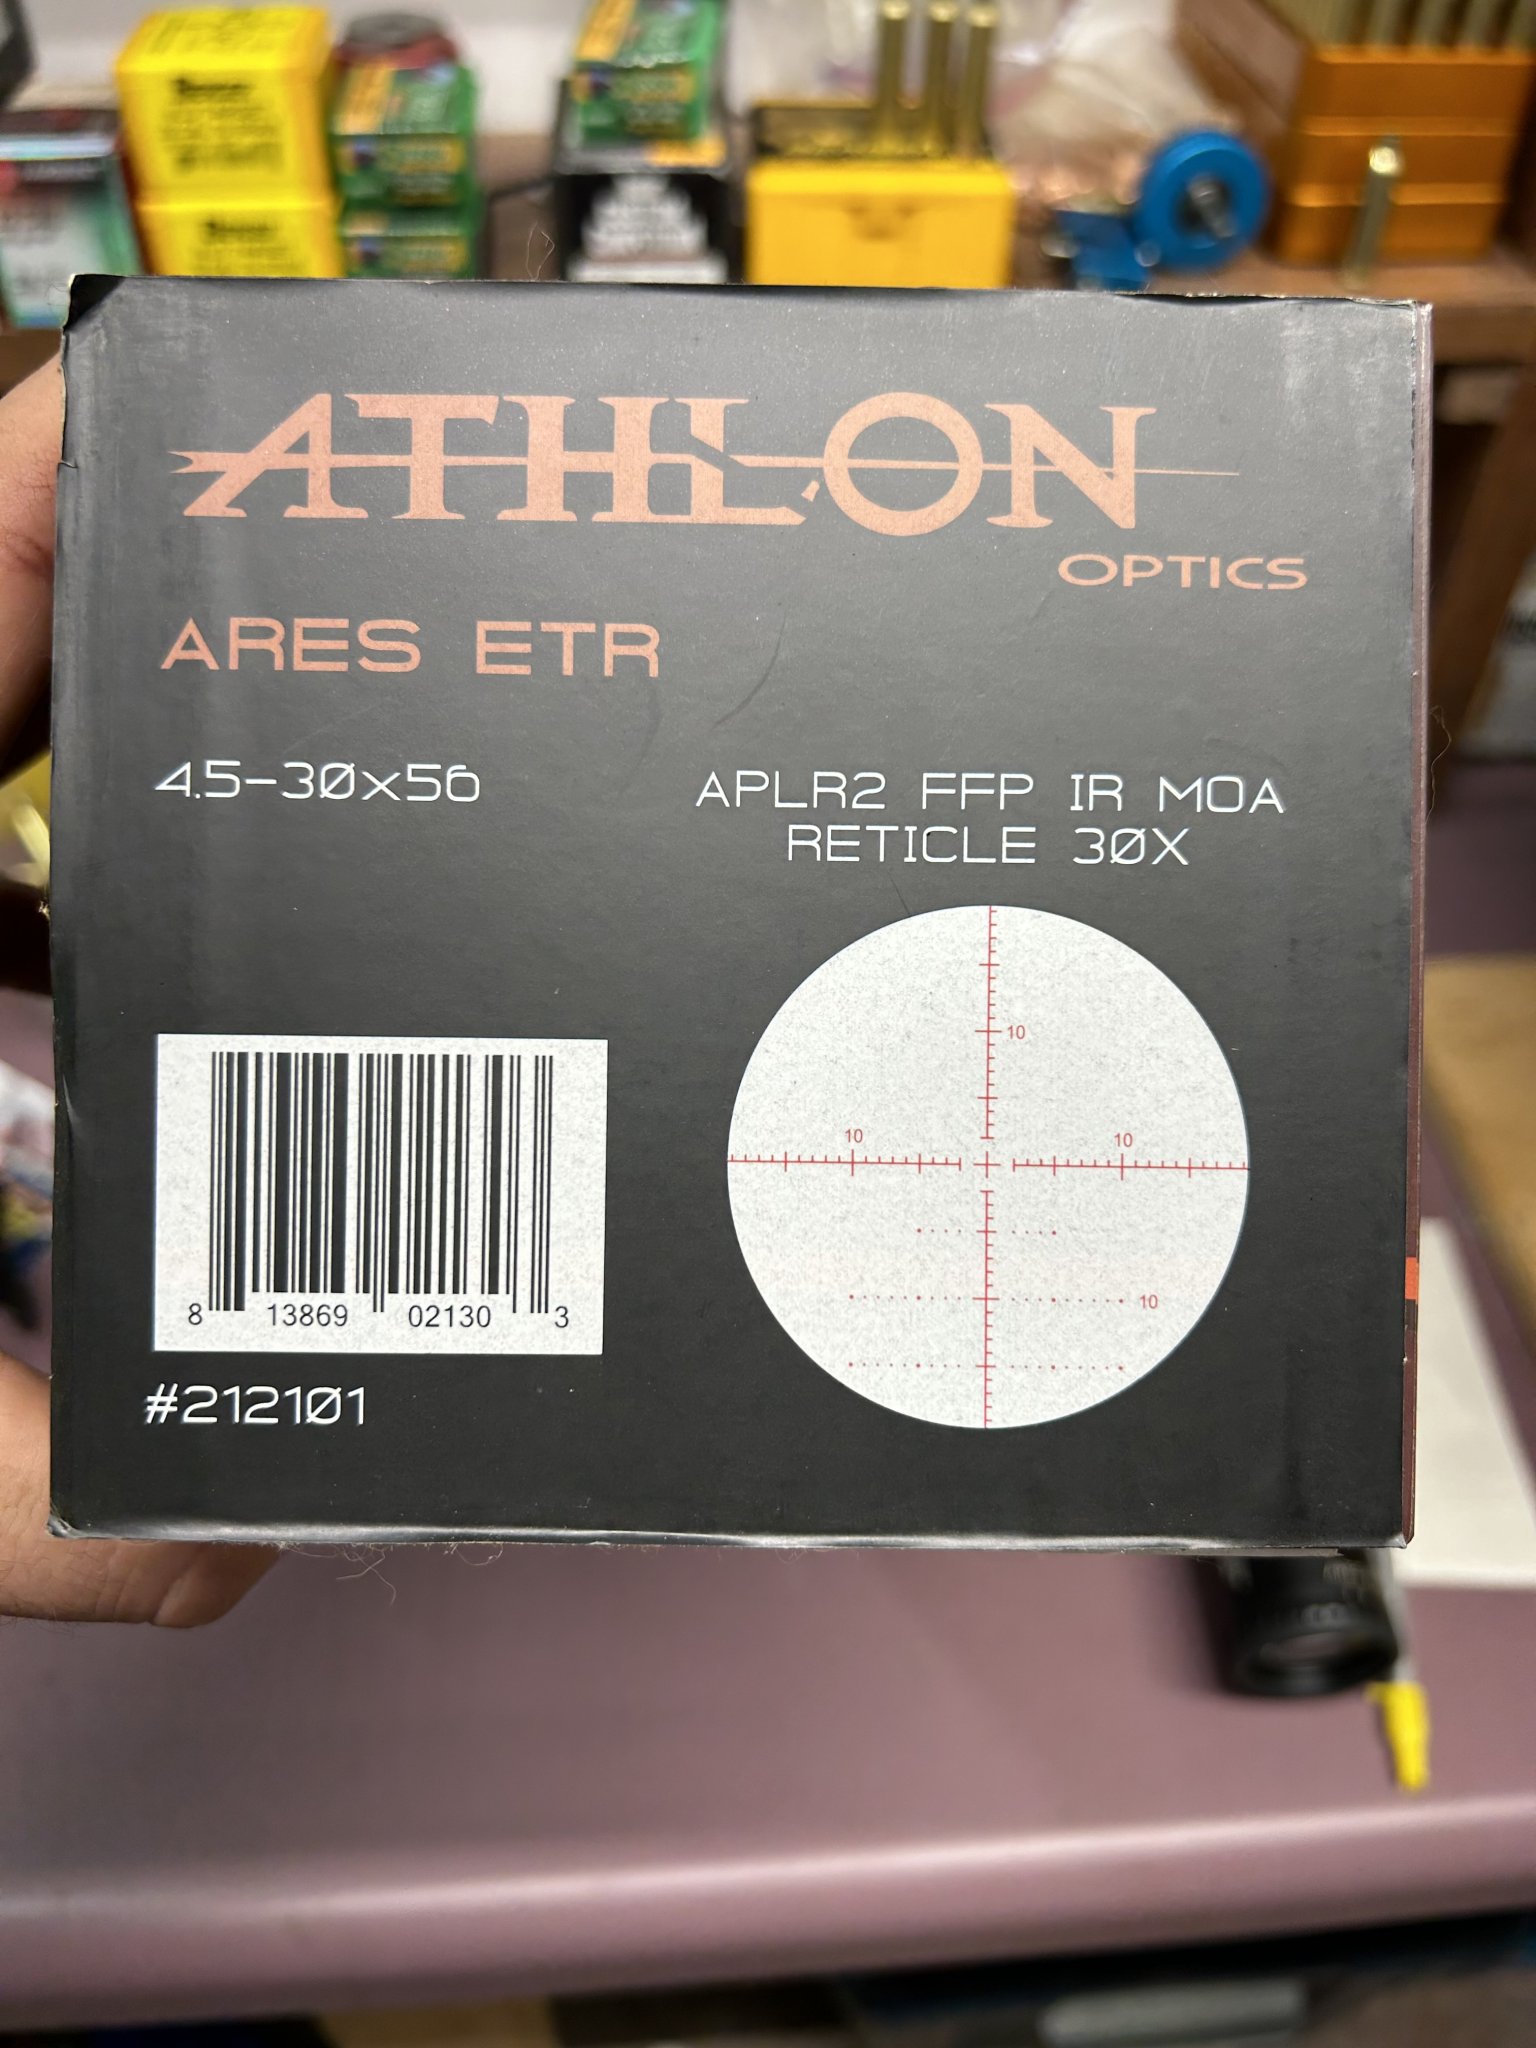 ATHLON
OPTICS
ARES ETR
4.5-30x56
APLR2 FFP IR MOA
RETICLE 30X
10
10
10
10
8 13869 02130 3
#212101